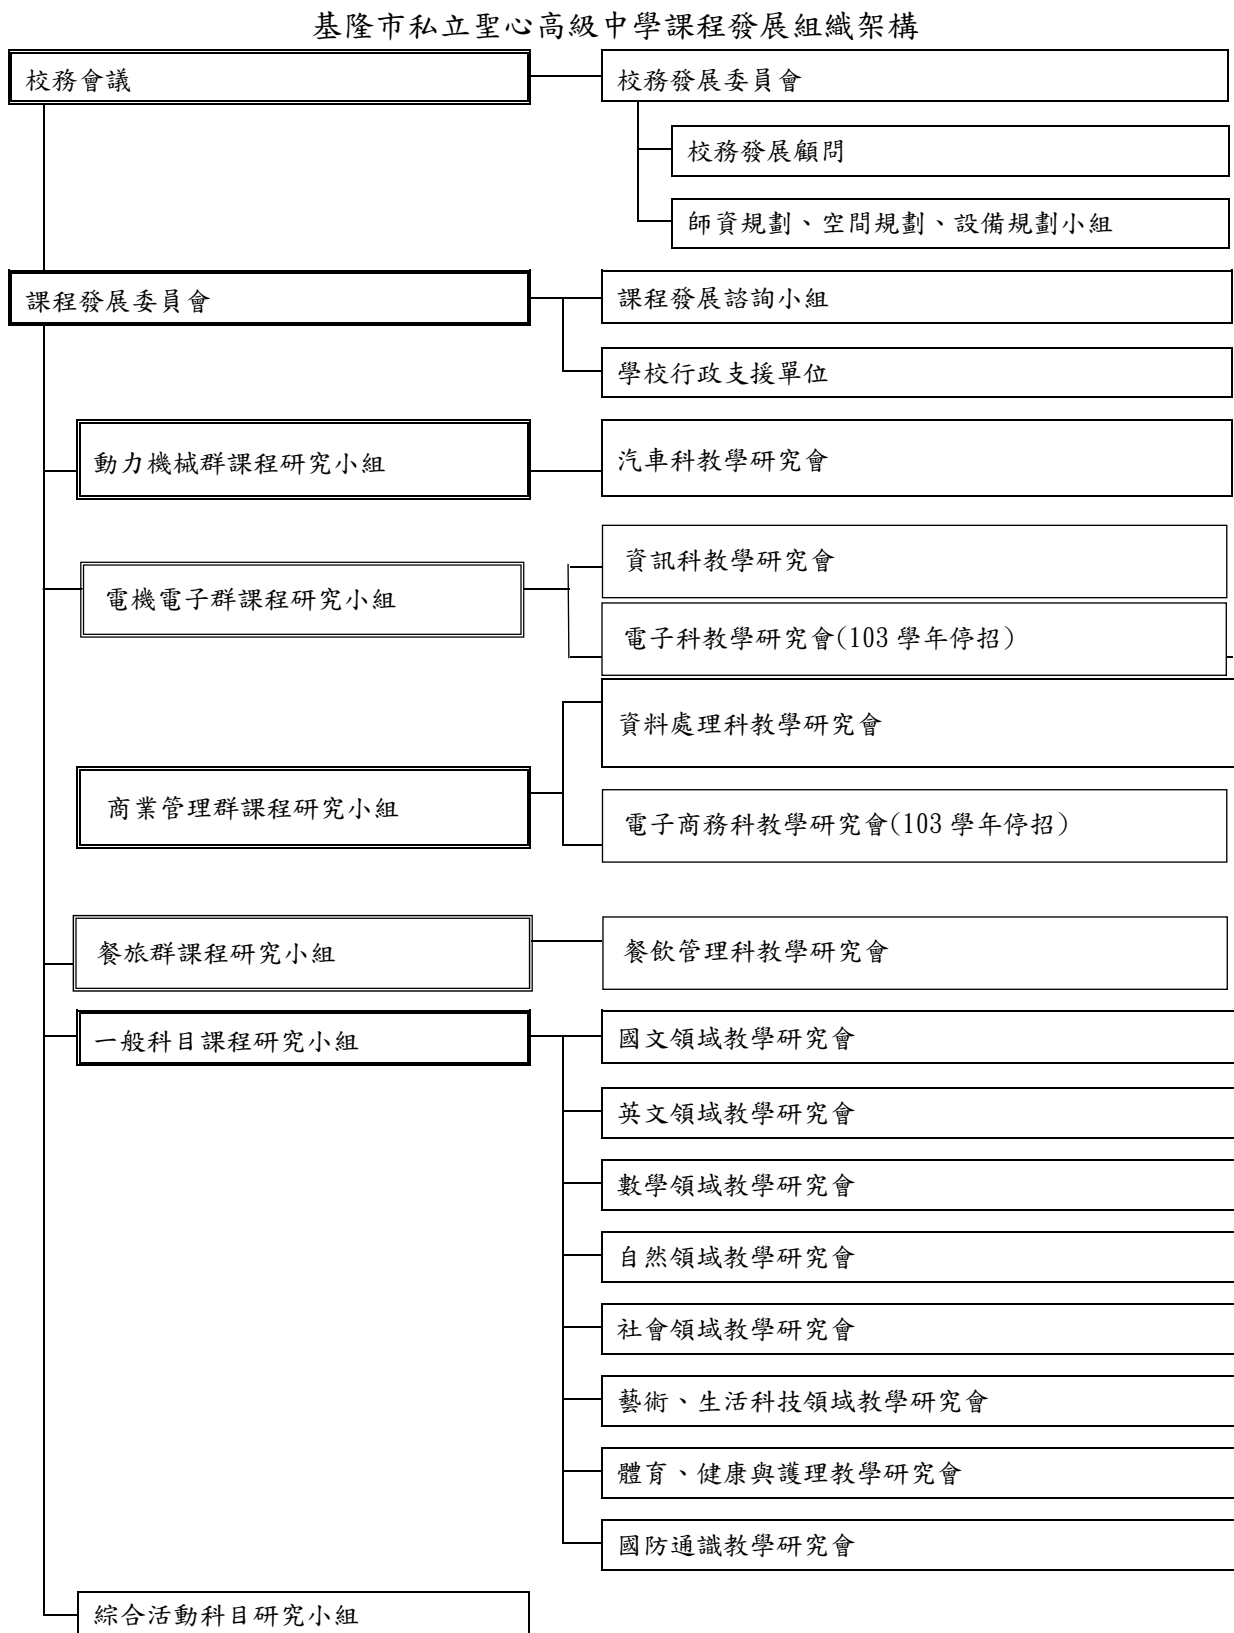 基隆市私立聖心高級中學課程發展組織架構
校務會議
校務發展委員會
校務發展顧問
師資規劃、空間規劃、設備規劃小組
課程發展委員會
課程發展諮詢小組
學校行政支援單位
動力機械群課程研究小組
汽車科教學研究會
電機電子群課程研究小組
資訊科教學研究會
電子科教學研究會(103 學年停招)
商業管理群課程研究小組
資料處理科教學研究會
電子商務科教學研究會(103 學年停招)
餐旅群課程研究小組
餐飲管理科教學研究會
一般科目課程研究小組
國文領域教學研究會
英文領域教學研究會
數學領域教學研究會
自然領域教學研究會
社會領域教學研究會
藝術、生活科技領域教學研究會
體育、健康與護理教學研究會
國防通識教學研究會
綜合活動科目研究小組